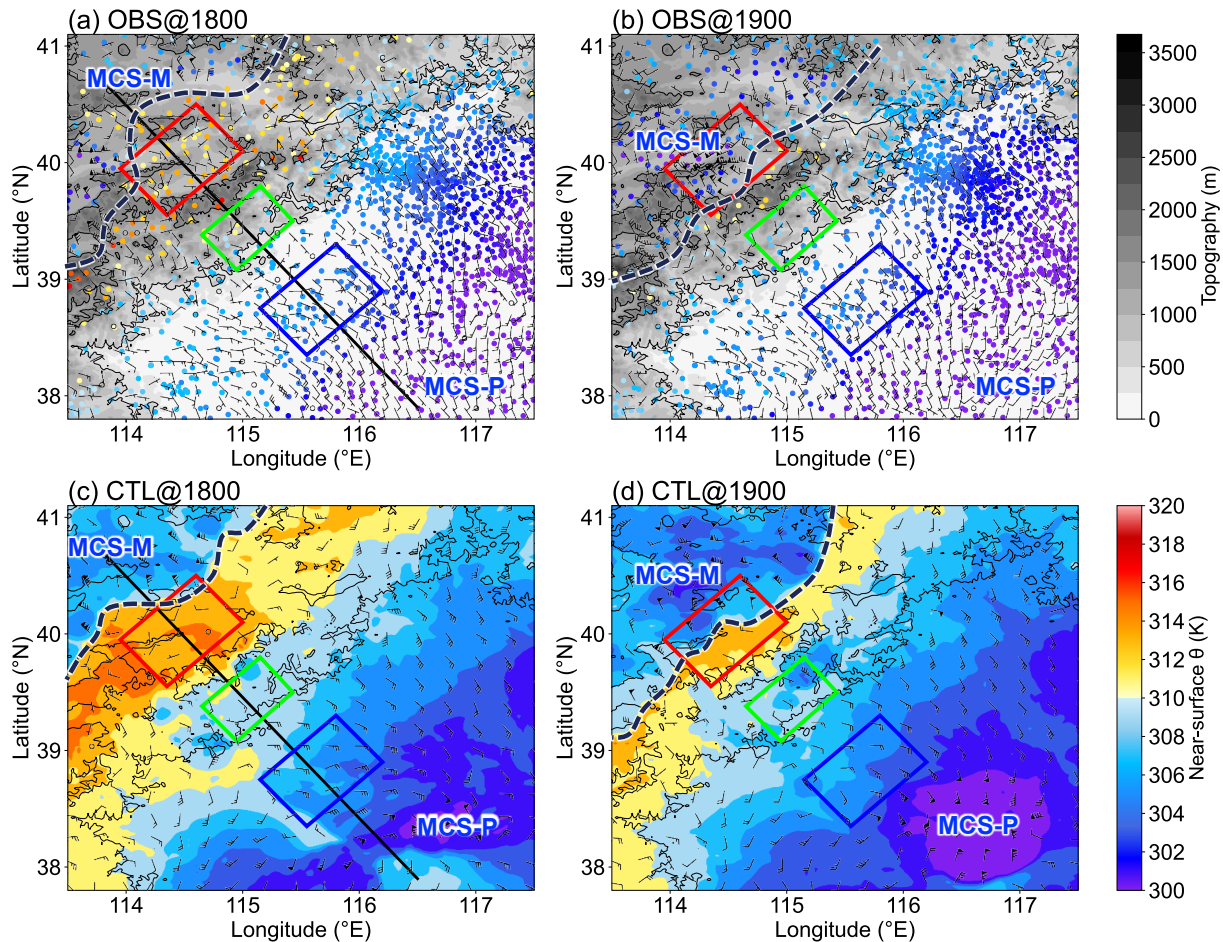 (a) OBS@1800
(b) OBS@1900
41
40
39
38
Latitude (°N)
114
115
116
117
Longitude (°E)
MCS-M
MCS-P
41
40
39
38
Latitude (°N)
114
115
116
117
Longitude (°E)
MCS-M
MCS-P
3500
3000
2500
2000
1500
1000
500
0
Topography (m)
(c) CTL@1800
(d) CTL@1900
41
40
39
38
Latitude (°N)
114
115
116
117
Longitude (°E)
MCS-M
MCS-P
41
40
39
38
Latitude (°N)
114
115
116
117
Longitude (°E)
MCS-M
MCS-P
320
318
316
314
312
310
308
306
304
302
300
Near-surface θ (K)